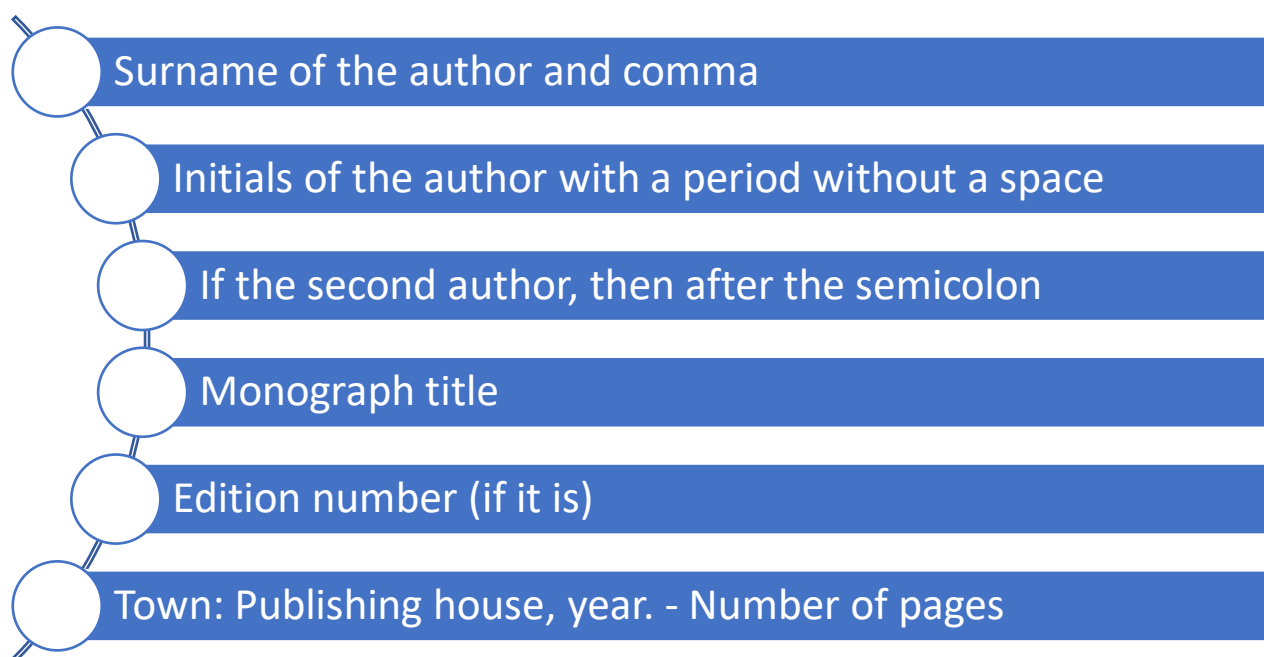 Surname of the author and comma
Initials of the author with a period without a space
If the second author, then after the semicolon
Monograph title
Edition number (if it is)
Town: Publishing house, year. - Number of pages